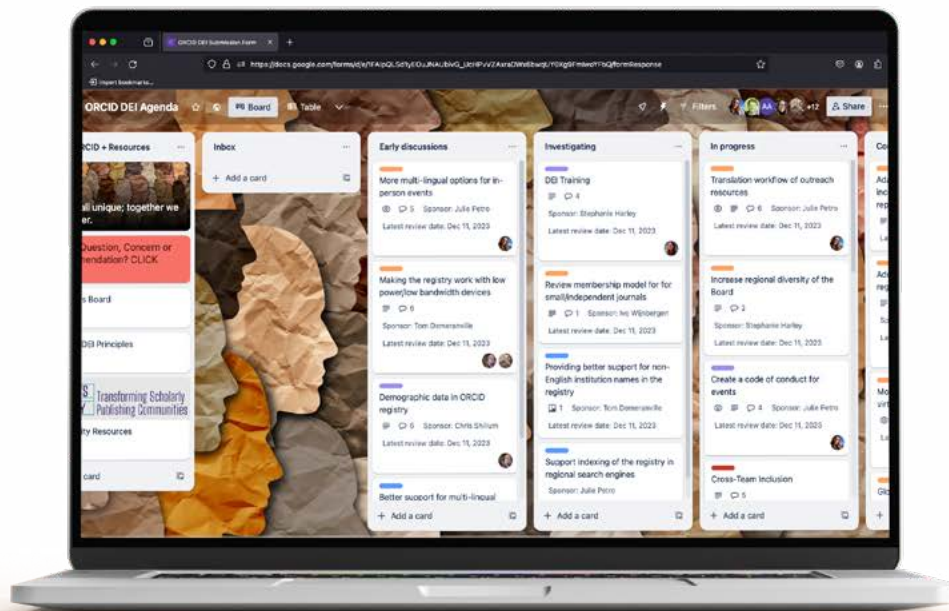 ORCID DEI Submission Form
Import bookmarks...
ORCID DEI Agenda
Board
Table
Filters
AA
+12
Share
RCID + Resources
all unique; together we
er.
Question, Concern or
mendation? CLICK
s Board
DEI Principles
Transforming Scholarly
Publishing Communities
ty Resources
card
Inbox
+ Add a card
Early discussions
More multi-lingual options for in-
person events
5 Sponsor: Julie Petro
Latest review date: Dec 11, 2023
Making the registry work with low
power/low bandwidth devices
6
Sponsor: Tom Demeranville
Latest review date: Dec 11, 2023
Demographic data in ORCID
registry
6 Sponsor: Chris Shillum
Latest review date: Dec 11, 2023
Better support for multi-lingual
+ Add a card
Investigating
DEI Training
4
Sponsor: Stephanie Harley
Latest review date: Dec 11, 2023
Review membership model for for
small/independent journals
1 Sponsor: Ivo Wijnbergen
Latest review date: Dec 11, 2023
Providing better support for non-
English institution names in the
registry
1 Sponsor: Tom Demeranville
Latest review date: Dec 11, 2023
Support indexing of the registry in
regional search engines
Sponsor: Julie Petro
+ Add a card
In progress
Translation workflow of outreach
resources
6 Sponsor: Julie Petro
Latest review date: Dec 11, 2023
Increase regional diversity of the
Board
2
Sponsor: Stephanie Harley
Latest review date: Dec 11, 2023
Create a code of conduct for
events
4 Sponsor: Julie Petro
Latest review date: Dec 11, 2023
Cross-Team Inclusion
5
+ Add a card